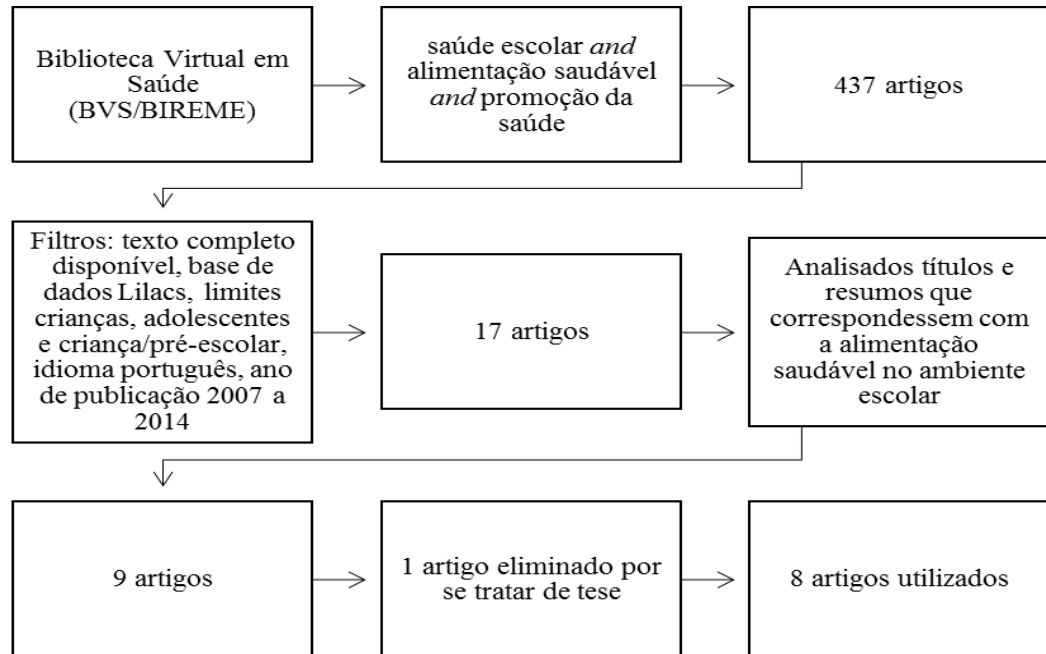 Biblioteca Virtual em
Saúde
(BVS/BIREME)
saúde escolar and
alimentação saudável
and promoção da
saúde
437 artigos
Filtros: texto completo
disponível, base de
dados Lilacs, limites
crianças, adolescentes
e criança/pré-escolar,
idioma português, ano
de publicação 2007 a
2014
17 artigos
Analisados títulos e
resumos que
correspondessem com
a alimentação
saudável no ambiente
escolar
9 artigos
1 artigo eliminado por
se tratar de tese
8 artigos utilizados